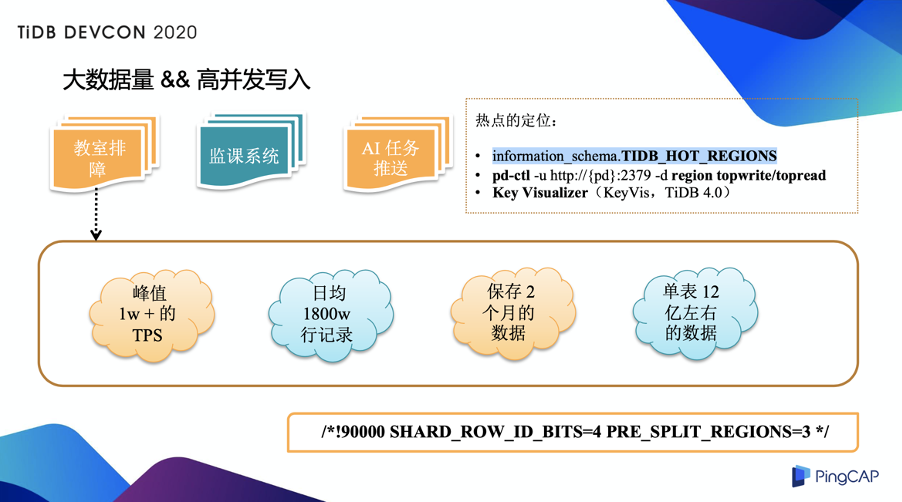 TiDB DEVCON 2020
大数据量 && 高并发写入
教室排
障
监课系统
AI 任务
推送
热点的定位：
• information_schema.TIDB_HOT_REGIONS
• pd-ctl -u http://{pd}:2379 -d region topwrite/topread
• Key Visualizer（KeyVis，TiDB 4.0）
峰值
1w + 的
TPS
日均
1800w
行记录
保存 2
个月的
数据
单表 12
亿左右
的数据
/*!90000 SHARD_ROW_ID_BITS=4 PRE_SPLIT_REGIONS=3 */
PingCAP